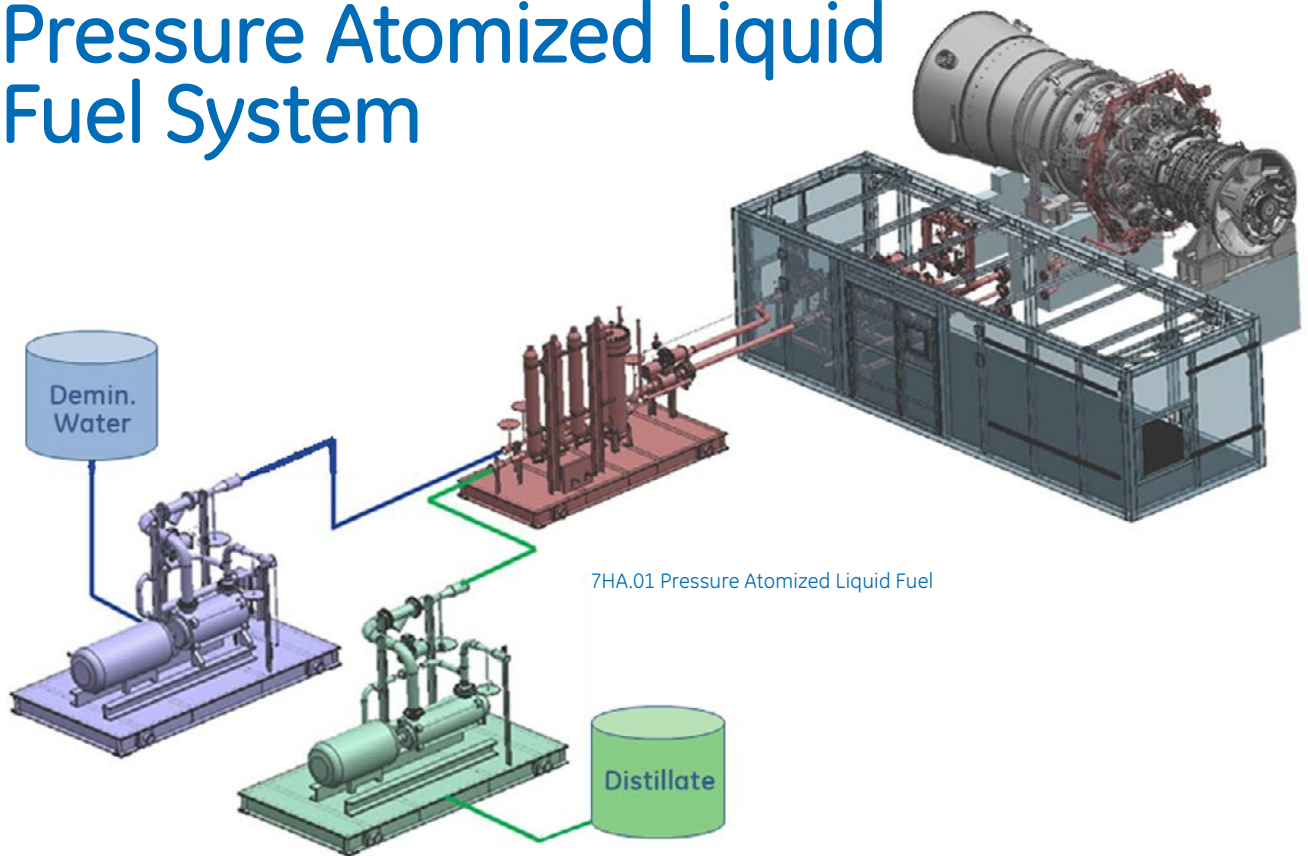 Pressure Atomized Liquid
Fuel System
Demin.
Water
7HA.01 Pressure Atomized Liquid Fuel
Distillate